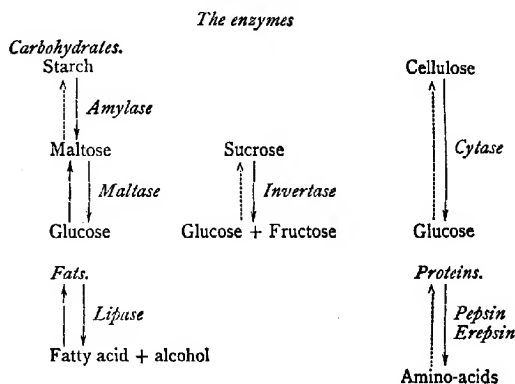 The enzymes
Carbohydrates.
Starch
Amylase
Maltose
Maltase
Glucose
Sucrose
Invertase
Glucose + Fructose
Cellulose
Cytase
Glucose
Fats.
Lipase
Fatty acid + alcohol
Proteins.
Pepsin
Erepsin
Amino-acids